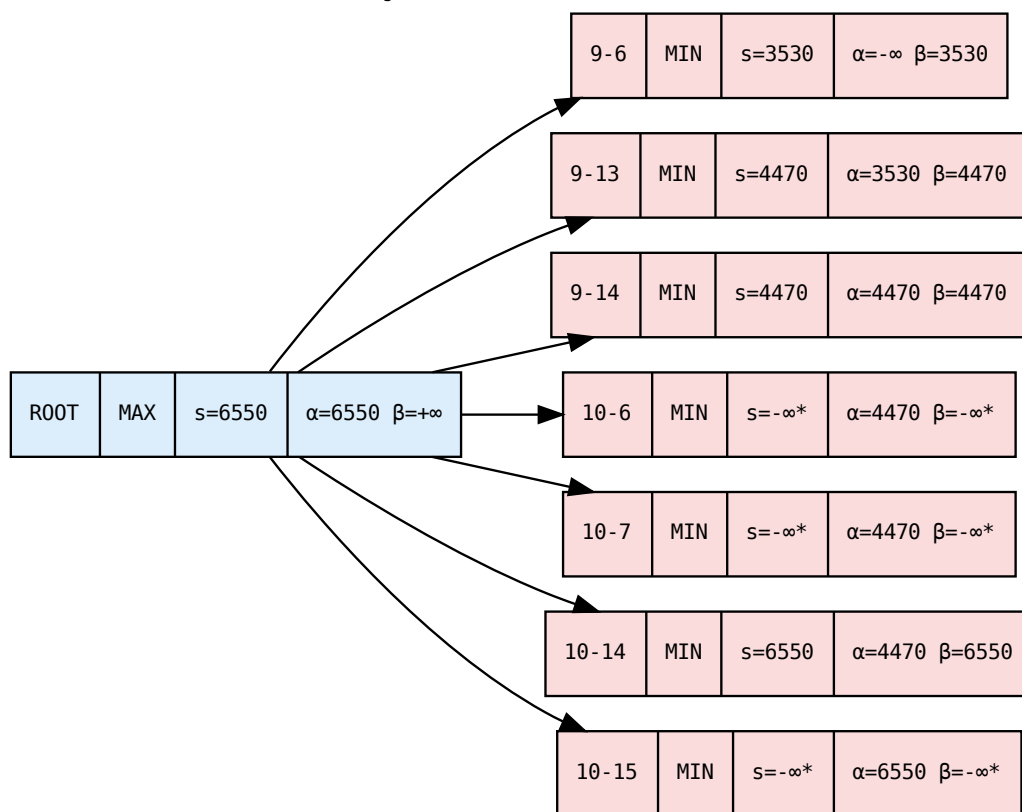 9-6 MIN s=3530 α=-∞ β=3530
9-13 MIN s=4470 α=3530 β=4470
9-14 MIN s=4470 α=4470 β=4470
ROOT MAX s=6550 α=6550 β=+∞
10-6 MIN s=-∞* α=4470 β=-∞*
10-7 MIN s=-∞* α=4470 β=-∞*
10-14 MIN s=6550 α=4470 β=6550
10-15 MIN s=-∞* α=6550 β=-∞*